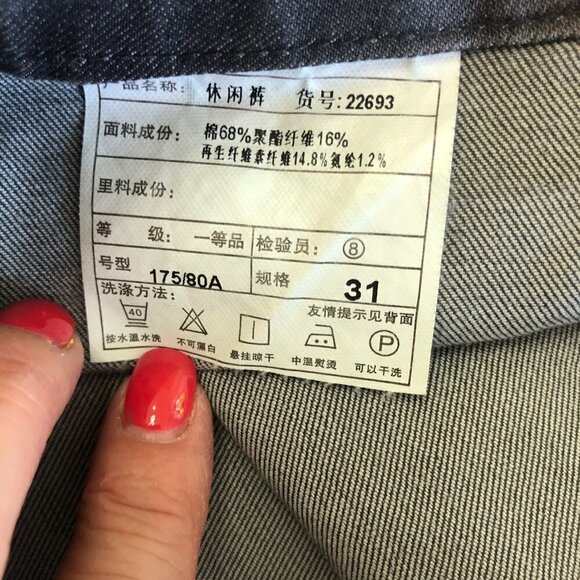 产品名称: 休闲裤 货号:22693
面料成份: 棉68%聚酯纤维16%
再生纤维素纤维14.8%氨纶1.2%
里料成份:
等 级: 一等品 检验员: ⑧
号型 175/80A 规格 31
洗涤方法: 友情提示见背面
40 P
按水温水洗 不可漂白 悬挂晾干 中温熨烫 可以干洗